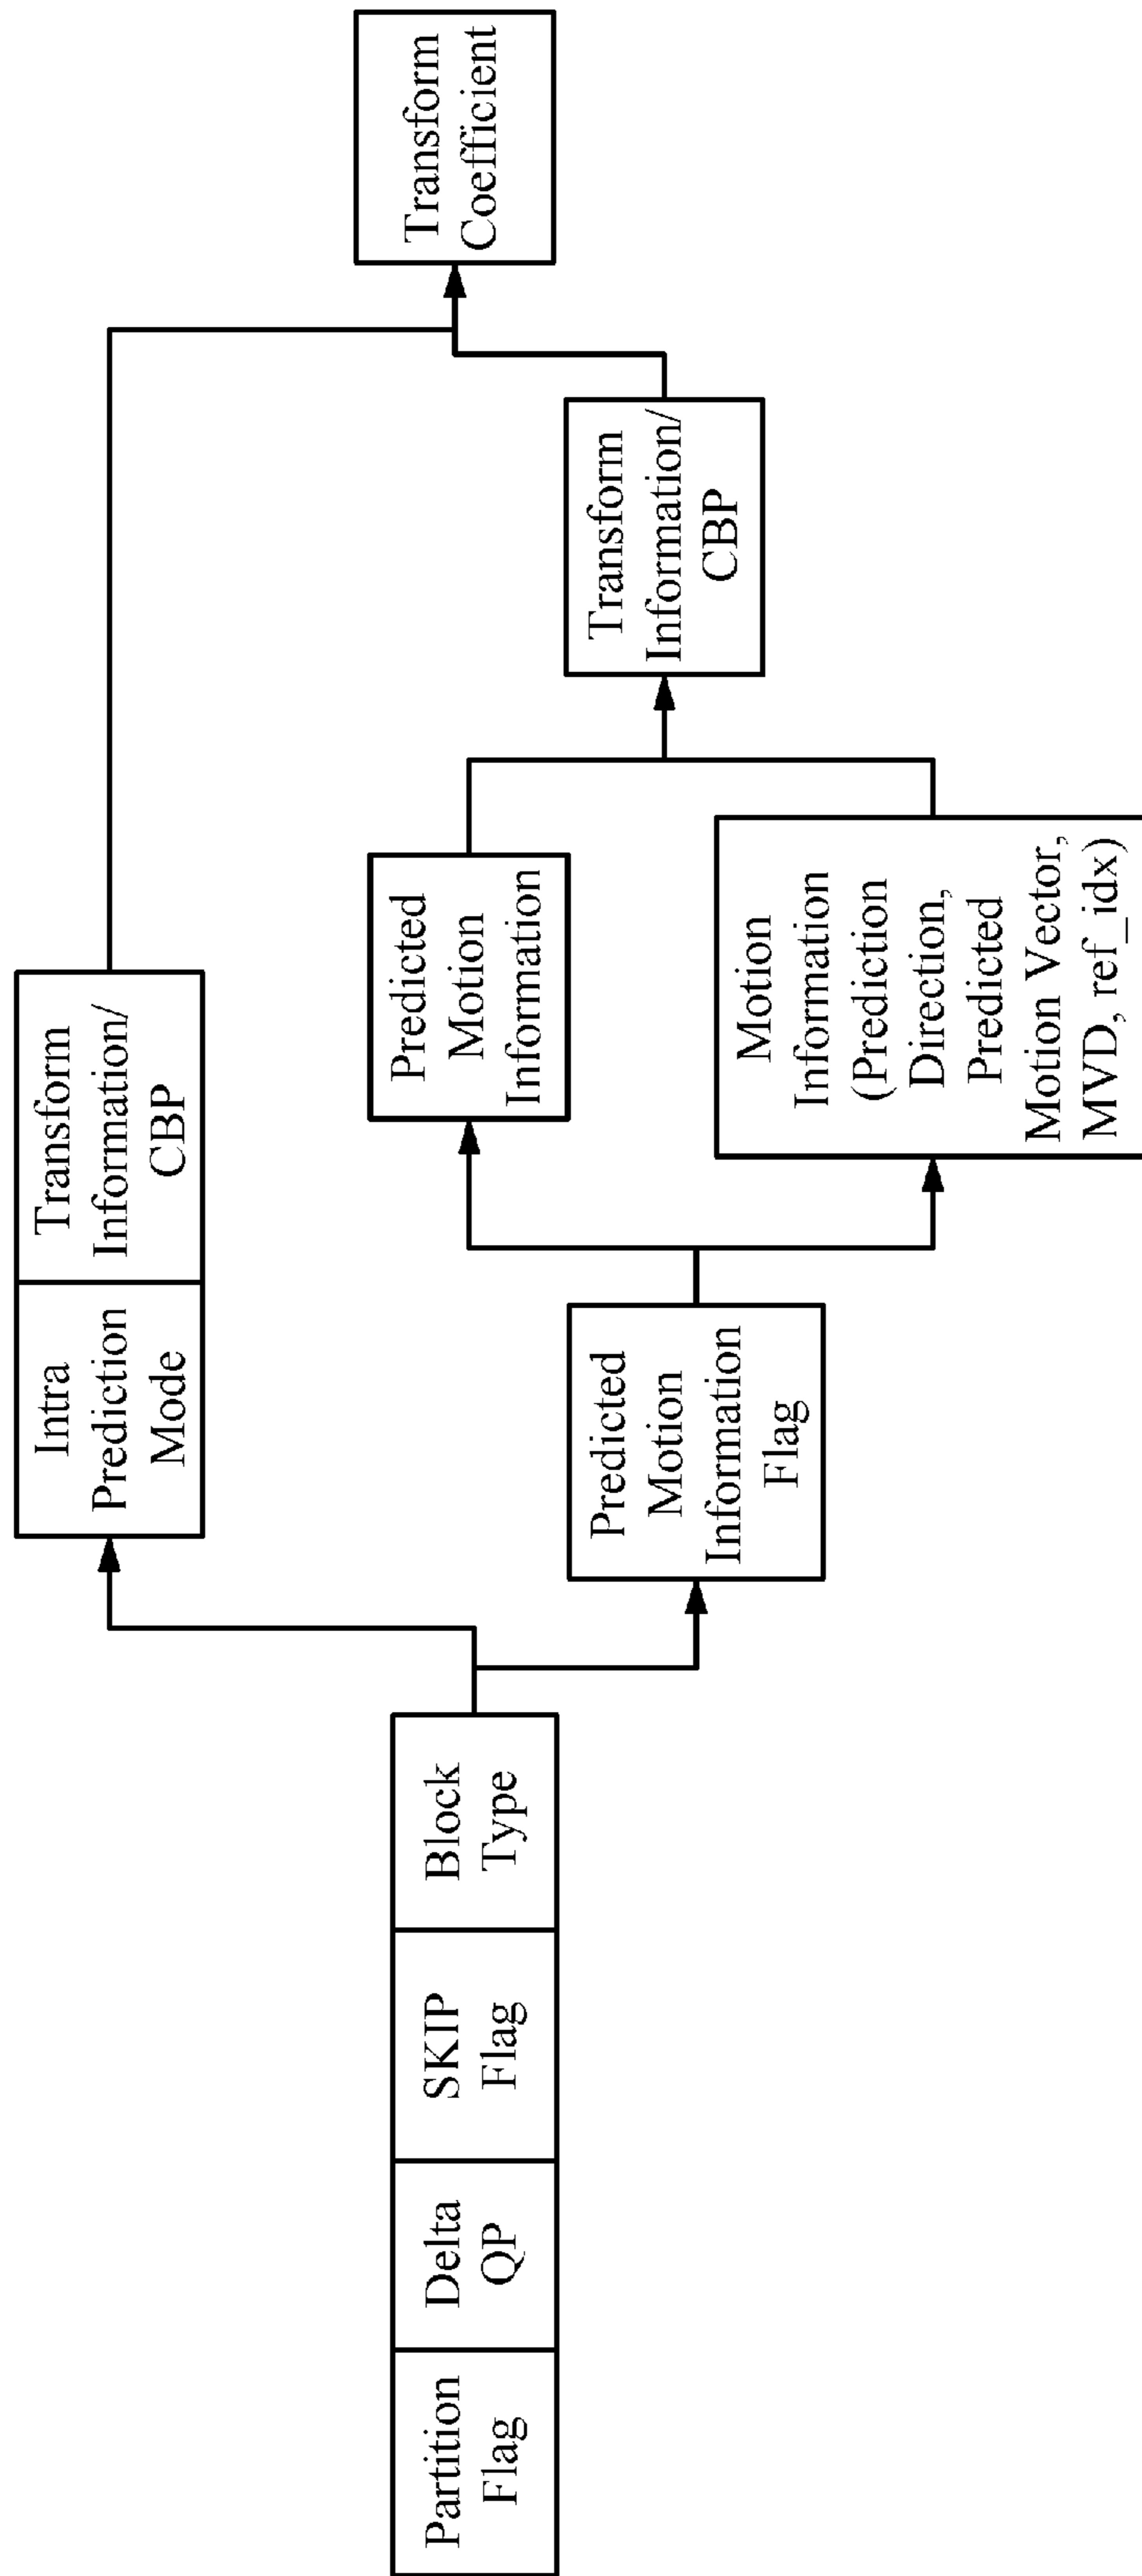 Partition
Flag
Delta
QP
SKIP
Flag
Block
Type
Intra
Prediction
Mode
Transform
Information/
CBP
Predicted
Motion
Information
Flag
Predicted
Motion
Information
Motion
Information
(Prediction
Direction,
Predicted
Motion Vector,
MVD, ref_idx)
Transform
Information/
CBP
Transform
Coefficient